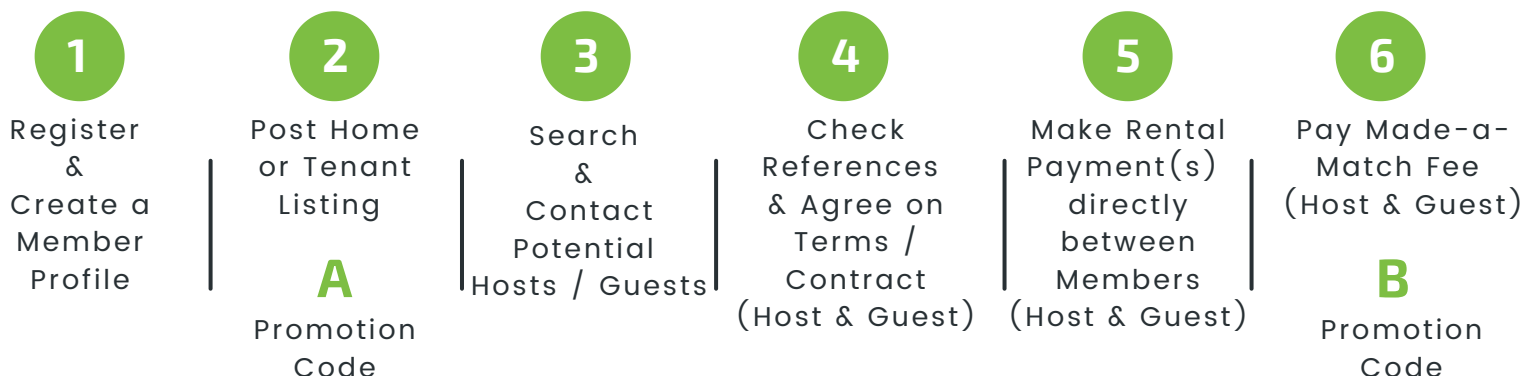 1
Register
&
Create a
Member
Profile
2
Post Home
or Tenant
Listing
A
Promotion
Code
3
Search
&
Contact
Potential
Hosts / Guests
4
Check
References
& Agree on
Terms /
Contract
(Host & Guest)
5
Make Rental
Payment(s)
directly
between
Members
(Host & Guest)
6
Pay Made-a-
Match Fee
(Host & Guest)
B
Promotion
Code